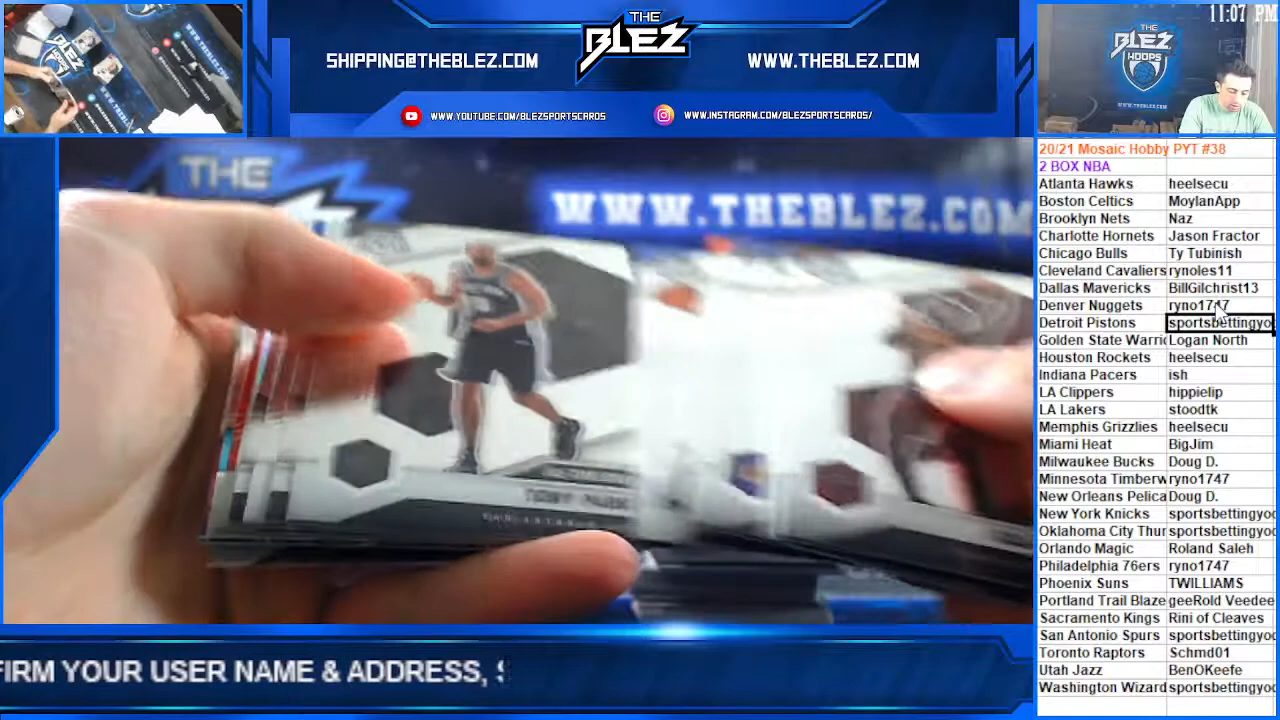 11:07 PM
THE
BLEZ
SHIPPING@THEBLEZ.COM
WWW.THEBLEZ.COM
THE
BLEZ
HOOPS
WWW.YOUTUBE.COM/BLEZSPORTSCARDS
WWW.INSTAGRAM.COM/BLEZSPORTSCARDS/
20/21 Mosaic Hobby PYT #38
2 BOX NBA
Atlanta Hawks heelsecu
Boston Celtics MoylanApp
Brooklyn Nets Naz
Charlotte Hornets Jason Fractor
Chicago Bulls Ty Tubinish
Cleveland Cavaliers rynoles11
Dallas Mavericks BillGilchrist13
Denver Nuggets ryno1747
Detroit Pistons sportsbettingyoo
Golden State Warric Logan North
Houston Rockets heelsecu
Indiana Pacers ish
LA Clippers hippielip
LA Lakers stoodtk
Memphis Grizzlies heelsecu
Miami Heat BigJim
Milwaukee Bucks Doug D.
Minnesota Timberw ryno1747
New Orleans Pelica Doug D.
New York Knicks sportsbettingyoo
Oklahoma City Thur sportsbettingyoo
Orlando Magic Roland Saleh
Philadelphia 76ers ryno1747
Phoenix Suns TWILLIAMS
Portland Trail Blaze geeRold Veedee
Sacramento Kings Rini of Cleaves
San Antonio Spurs sportsbettingyoo
Toronto Raptors Schmd01
Utah Jazz BenOKeefe
Washington Wizard sportsbettingyoo
THE
WWW.THEBLEZ.COM
TONY
FIRM YOUR USER NAME & ADDRESS,